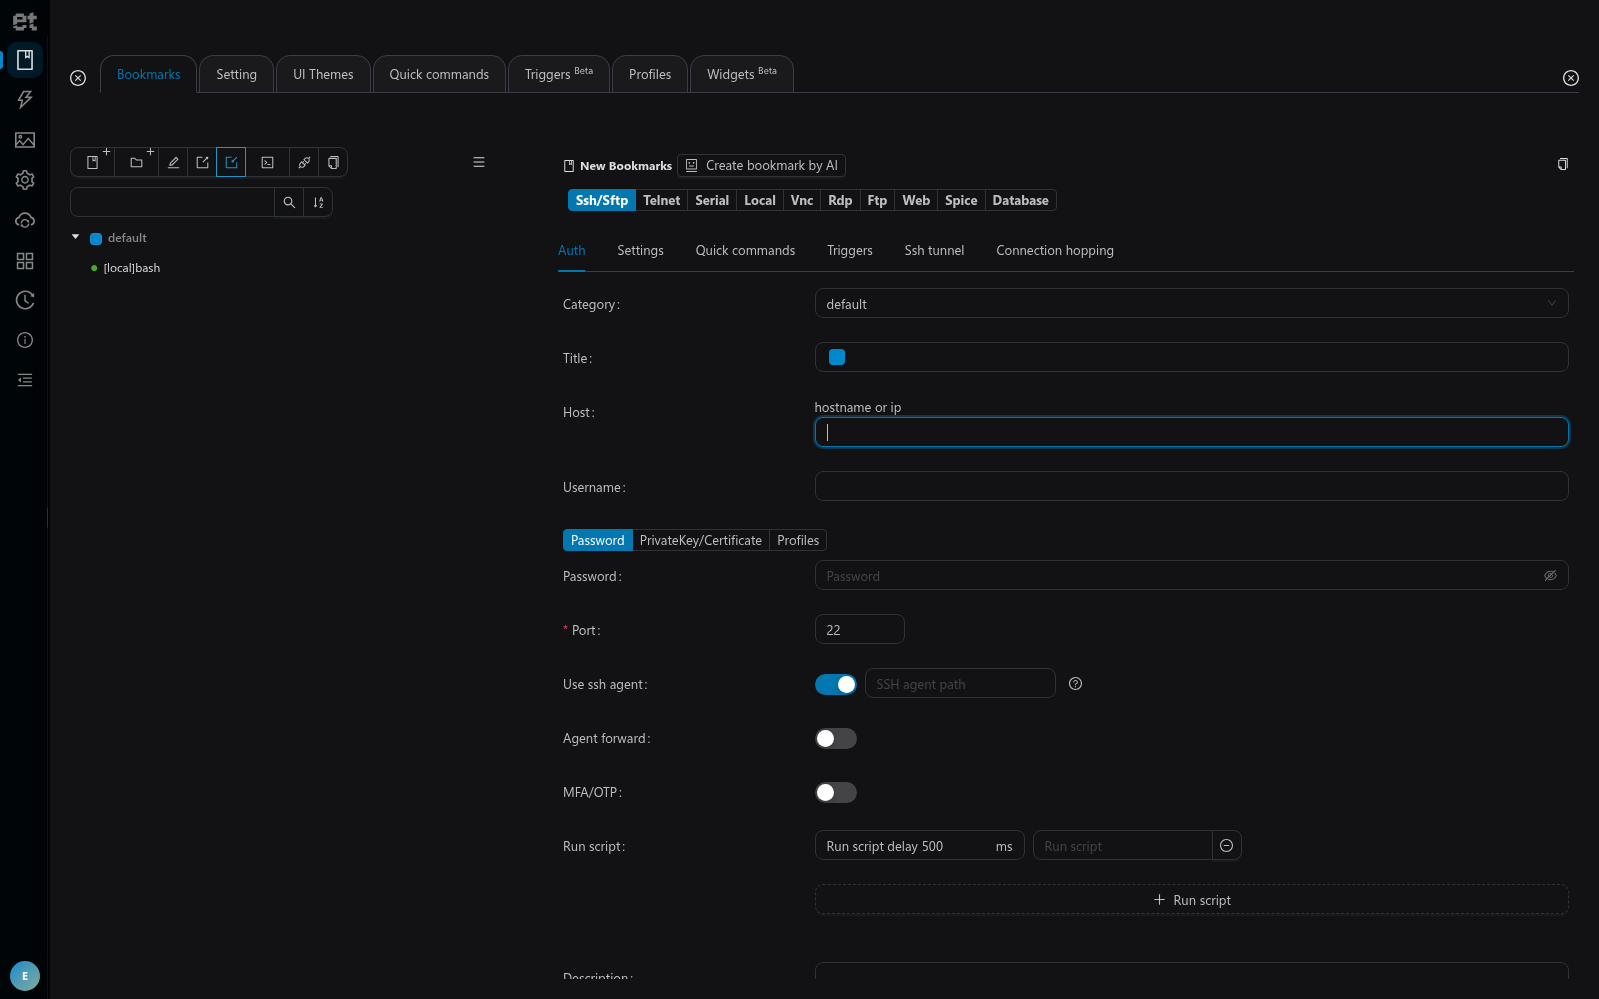 et
Bookmarks Setting UI Themes Quick commands Triggers Beta Profiles Widgets Beta
New Bookmarks Create bookmark by AI
Ssh/Sftp Telnet Serial Local Vnc Rdp Ftp Web Spice Database
default
[local]bash
Auth Settings Quick commands Triggers Ssh tunnel Connection hopping
Category: default
Title:
hostname or ip
Host:
Username:
Password PrivateKey/Certificate Profiles
Password: Password
* Port: 22
Use ssh agent: SSH agent path
Agent forward:
MFA/OTP:
Run script: Run script delay 500 ms Run script
+ Run script
Description:
E